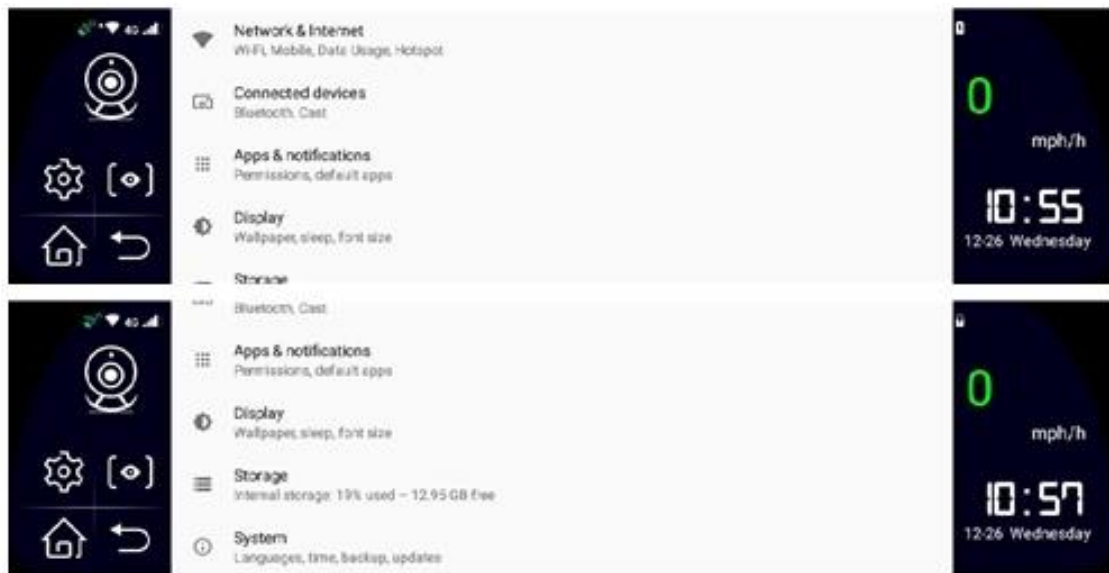 4G
Network & Internet
Wi-Fi, Mobile, Data Usage, Hotspot
Connected devices
Bluetooth, Cast
Apps & notifications
Permissions, default apps
Display
Wallpaper, sleep, font size
Storage
0
mph/h
10:55
12-26 Wednesday
4G
Bluetooth, Cast
Apps & notifications
Permissions, default apps
Display
Wallpaper, sleep, font size
Storage
Internal storage: 19% used – 12.95 GB free
System
Languages, time, backup, updates
0
mph/h
10:57
12-26 Wednesday